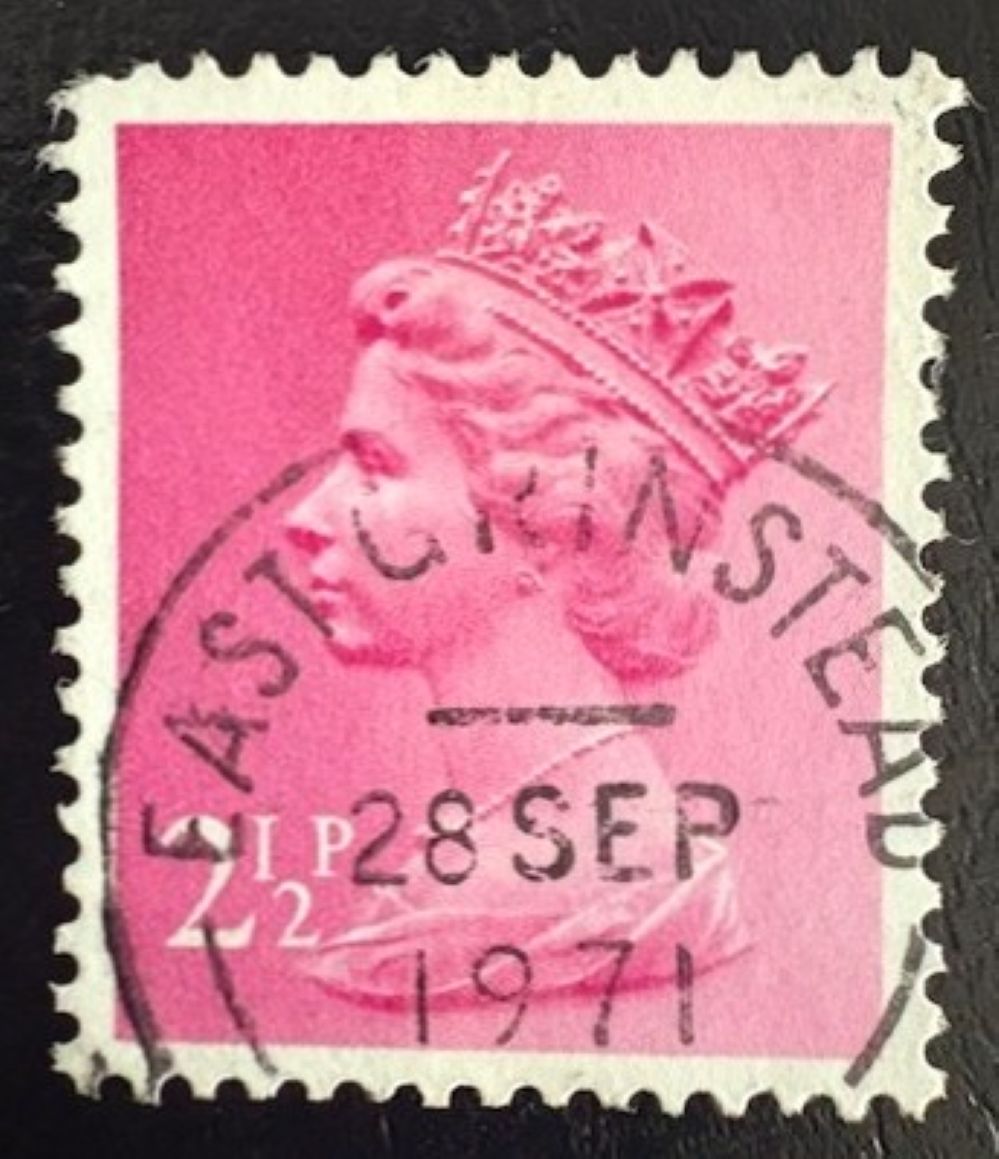 EAST GRINSTEAD
28 SEP
1971
2½P